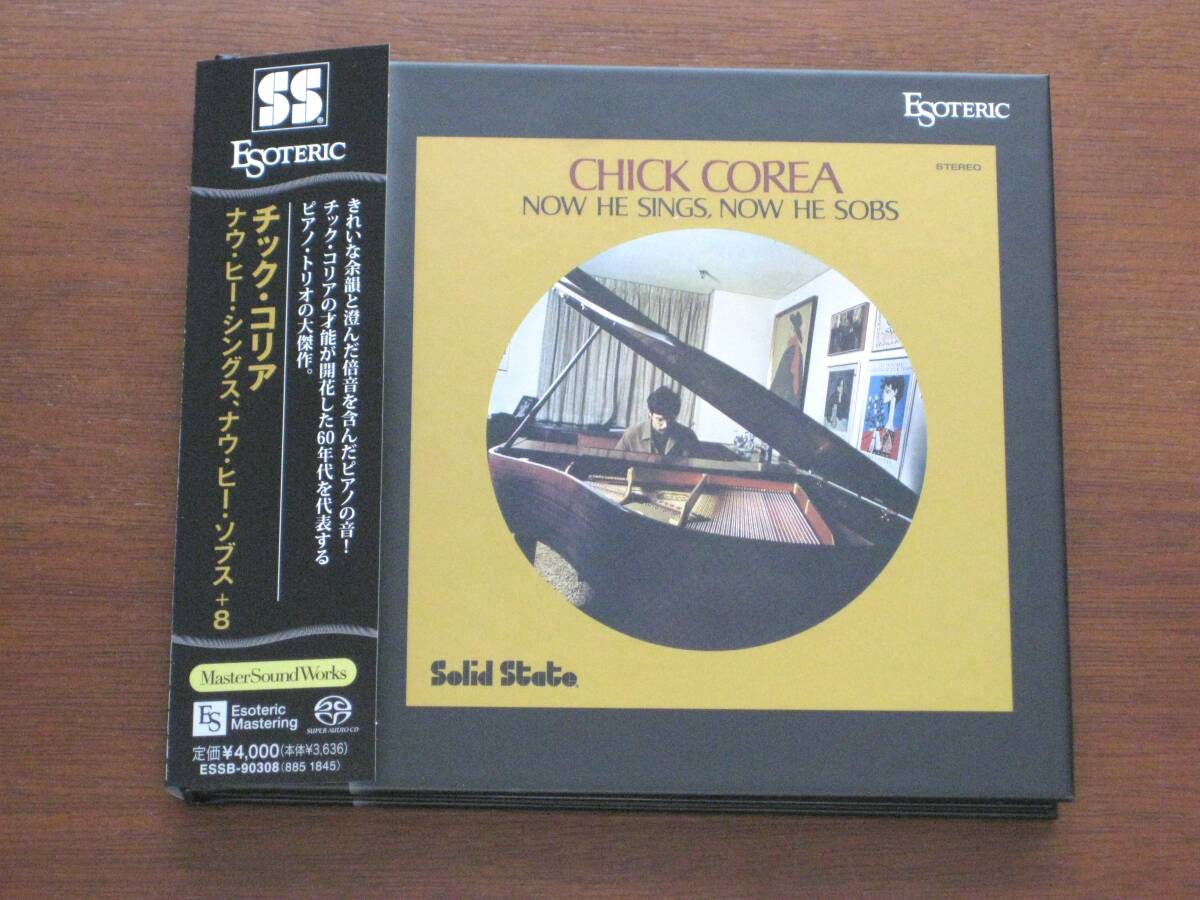 SS
ESOTERIC
きれいな余韻と澄んだ倍音を含んだピアノの音!
チック・コリアの才能が開花した60年代を代表する
ピアノ・トリオの大傑作。
チック・コリア
ナウ・ヒー・シングス、ナウ・ヒー・ソブス +8
MasterSoundWorks
ES
Esoteric
Mastering
SUPER AUDIO CD
定価¥4,000(本体¥3,636)
ESSB-90308(885 1845)
ESOTERIC
STEREO
CHICK COREA
NOW HE SINGS, NOW HE SOBS
Solid State